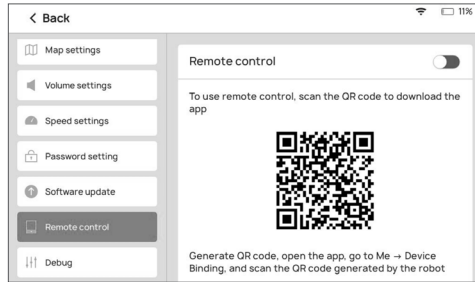 Back
11%
Map settings
Volume settings
Speed settings
Password setting
Software update
Remote control
Debug
Remote control
To use remote control, scan the QR code to download the
app
Generate QR code, open the app, go to Me → Device
Binding, and scan the QR code generated by the robot